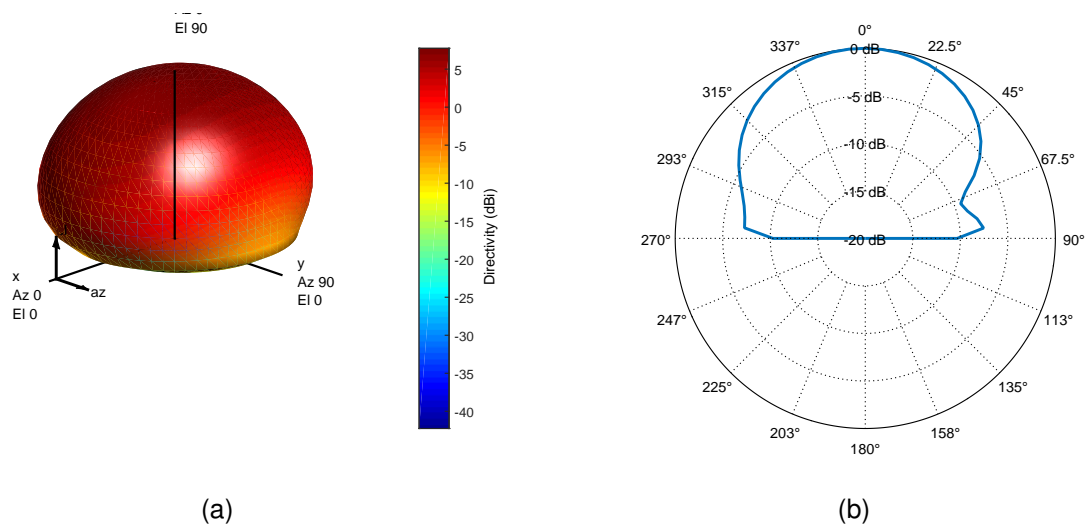 El 90
x
Az 0
El 0
az
y
Az 90
El 0
5
0
-5
-10
-15
-20
-25
-30
-35
-40
Directivity (dBi)
(a)
0°
22.5°
45°
67.5°
90°
113°
135°
158°
180°
203°
225°
247°
270°
293°
315°
337°
0 dB
-5 dB
-10 dB
-15 dB
-20 dB
(b)